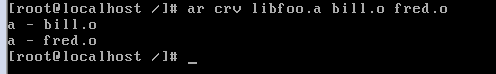 [root@localhost /]# ar crv libfoo.a bill.o fred.o
a - bill.o
a - fred.o
[root@localhost /]# _